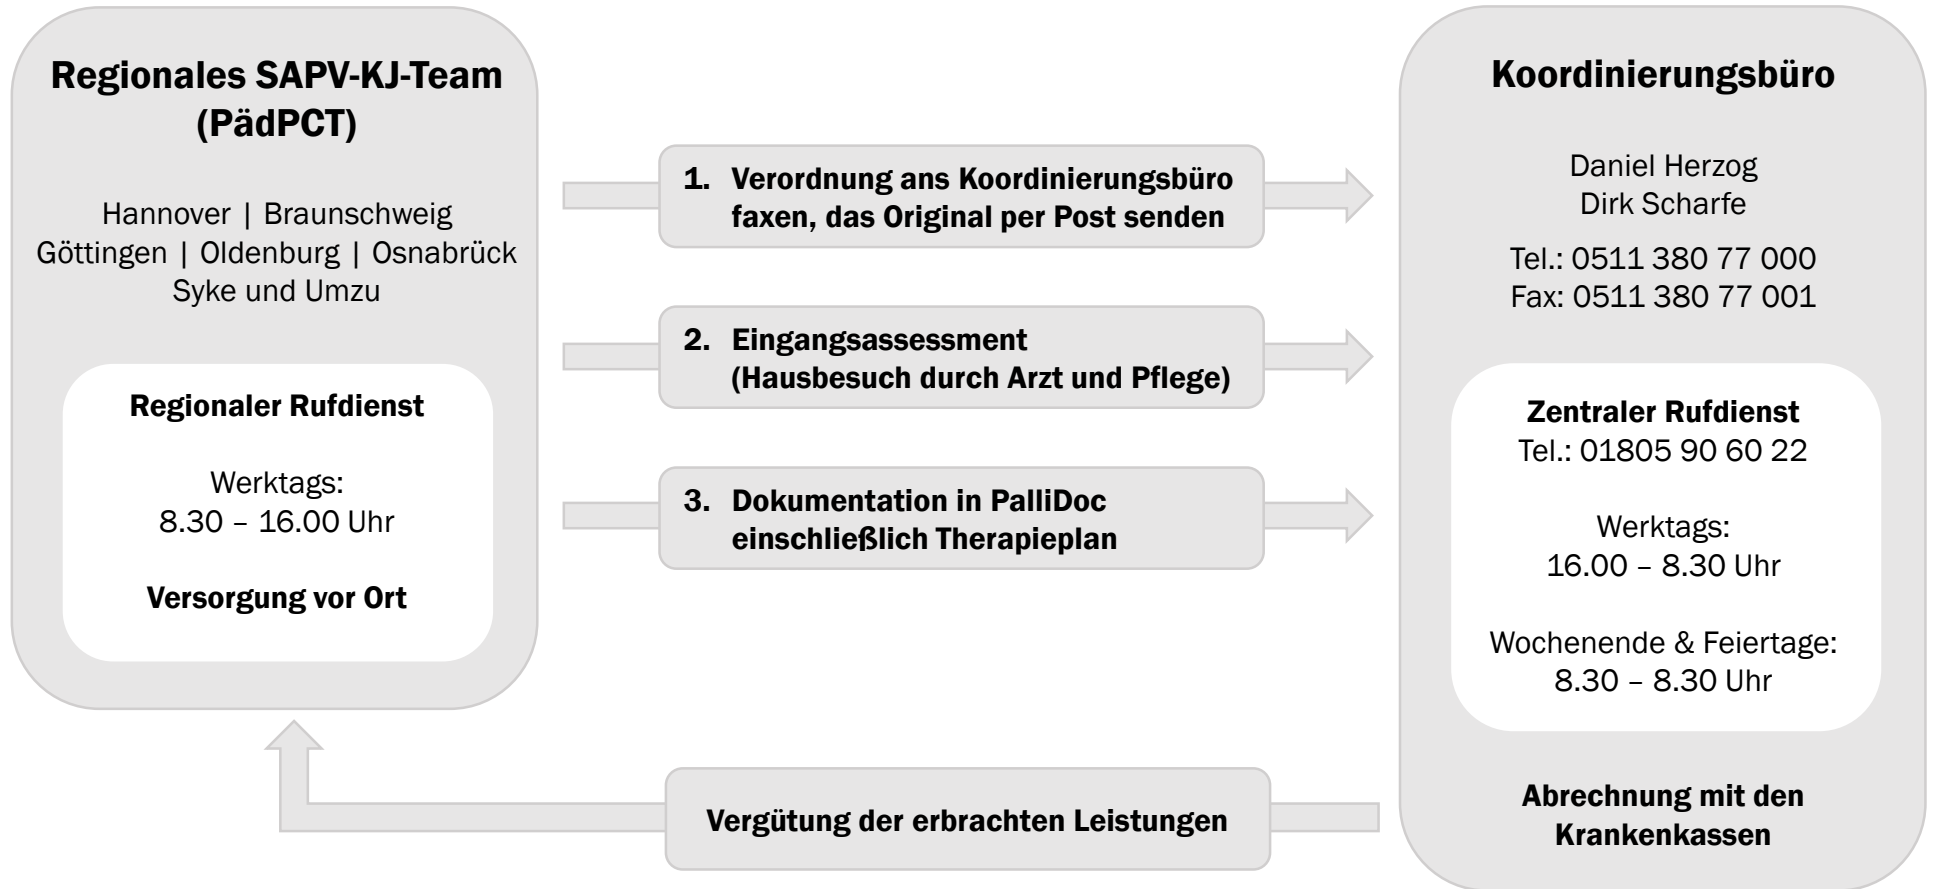 Regionales SAPV-KJ-Team
(PädPCT)
Hannover | Braunschweig
Göttingen | Oldenburg | Osnabrück
Syke und Umzu
Regionaler Rufdienst
Werktags:
8.30 – 16.00 Uhr
Versorgung vor Ort
1. Verordnung ans Koordinierungsbüro
faxen, das Original per Post senden
2. Eingangsassessment
(Hausbesuch durch Arzt und Pflege)
3. Dokumentation in PalliDoc
einschließlich Therapieplan
Koordinierungsbüro
Daniel Herzog
Dirk Scharfe
Tel.: 0511 380 77 000
Fax: 0511 380 77 001
Zentraler Rufdienst
Tel.: 01805 90 60 22
Werktags:
16.00 – 8.30 Uhr
Wochenende & Feiertage:
8.30 – 8.30 Uhr
Abrechnung mit den
Krankenkassen
Vergütung der erbrachten Leistungen